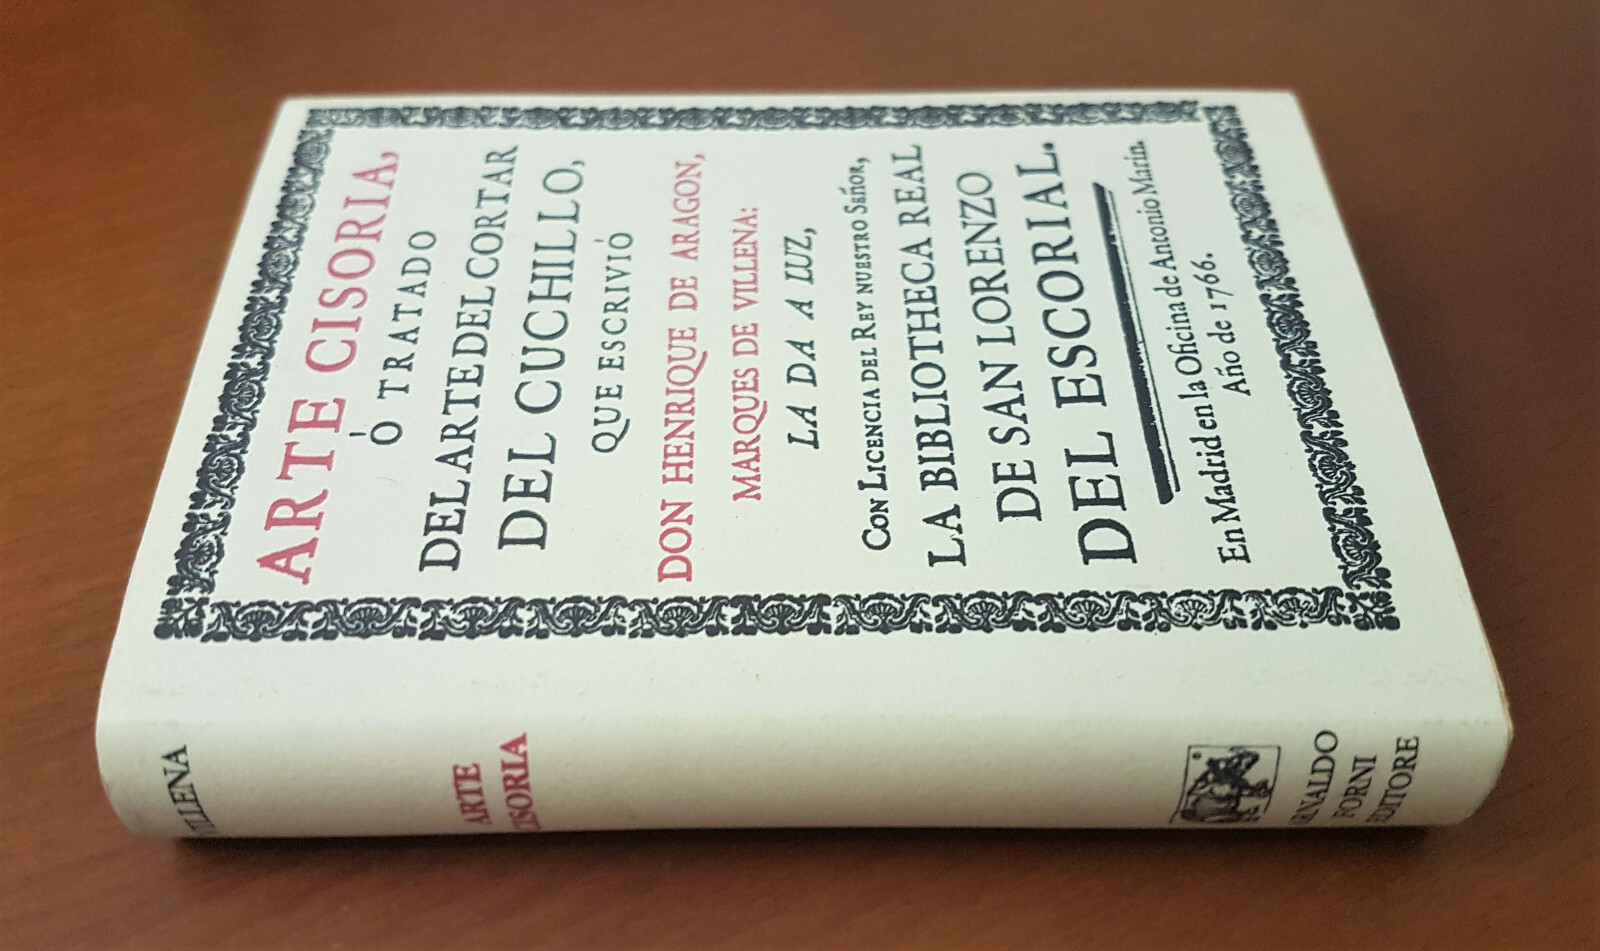 ARTE CISORIA,
Ó TRATADO
DEL ARTE DEL CORTAR
DEL CUCHILLO,
QUE ESCRIVIÓ
DON HENRIQUE DE ARAGON,
MARQUES DE VILLENA:
LA DA A LUZ,
CON LICENCIA DEL REY NUESTRO SEÑOR,
LA BIBLIOTHECA REAL
DE SAN LORENZO
DEL ESCORIAL.
En Madrid en la Oficina de Antonio Marin.
Año de 1766.
VILLENA
ARTE
CISORIA
ARNALDO
FORNI
EDITORE